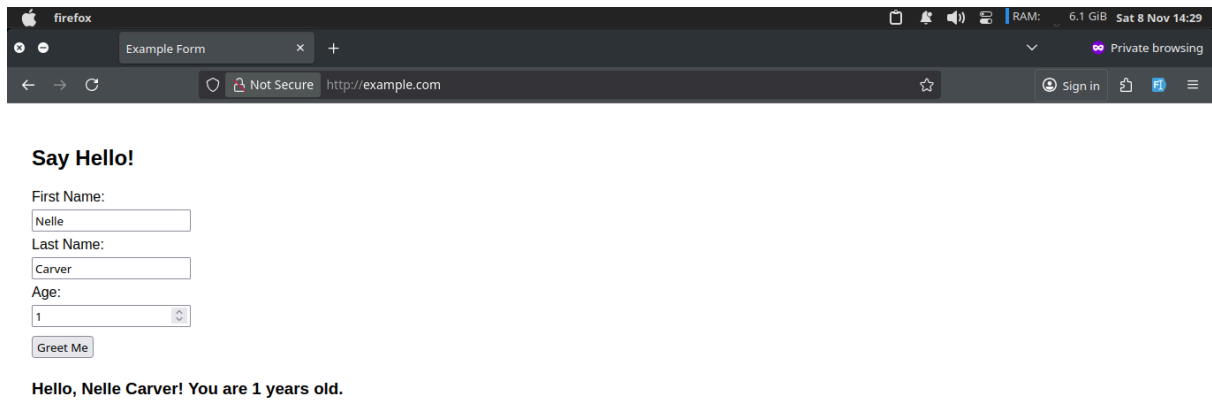 firefox
RAM: 6.1 GiB Sat 8 Nov 14:29
Example Form
Private browsing
Not Secure http://example.com
Sign in
Say Hello!
First Name:
Nelle
Last Name:
Carver
Age:
1
Greet Me
Hello, Nelle Carver! You are 1 years old.